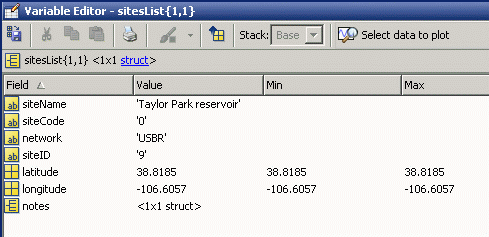 Variable Editor - sitesList{1,1}
Stack: Base Select data to plot
sitesList{1,1} <1x1 struct>
Field Value Min Max
siteName 'Taylor Park reservoir'
siteCode '0'
network 'USBR'
siteID '9'
latitude 38.8185 38.8185 38.8185
longitude -106.6057 -106.6057 -106.6057
notes <1x1 struct>